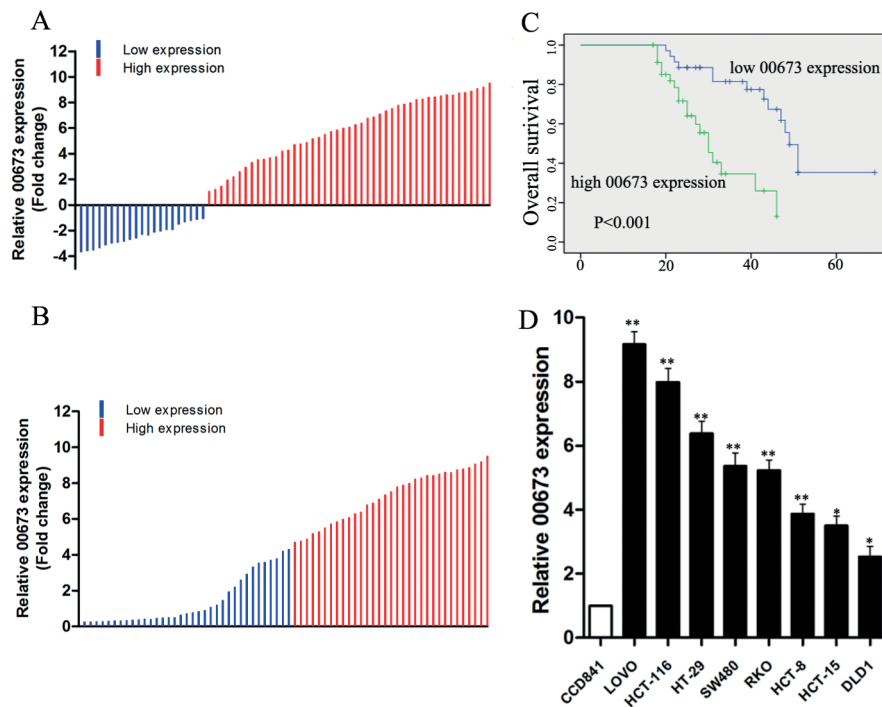 A
Low expression
High expression
Relative 00673 expression
(Fold change)
12
10
8
6
4
2
0
-2
-4
B
Low expression
High expression
Relative 00673 expression
(Fold change)
12
10
8
6
4
2
0
C
Overall surivival
1.0
0.8
0.6
0.4
0.2
0.0
low 00673 expression
high 00673 expression
P<0.001
0
20
40
60
D
Relative 00673 expression
10
8
6
4
2
0
**
**
**
**
**
**
*
*
CCD841
LOVO
HCT-116
HT-29
SW480
RKO
HCT-8
HCT-15
DLD1